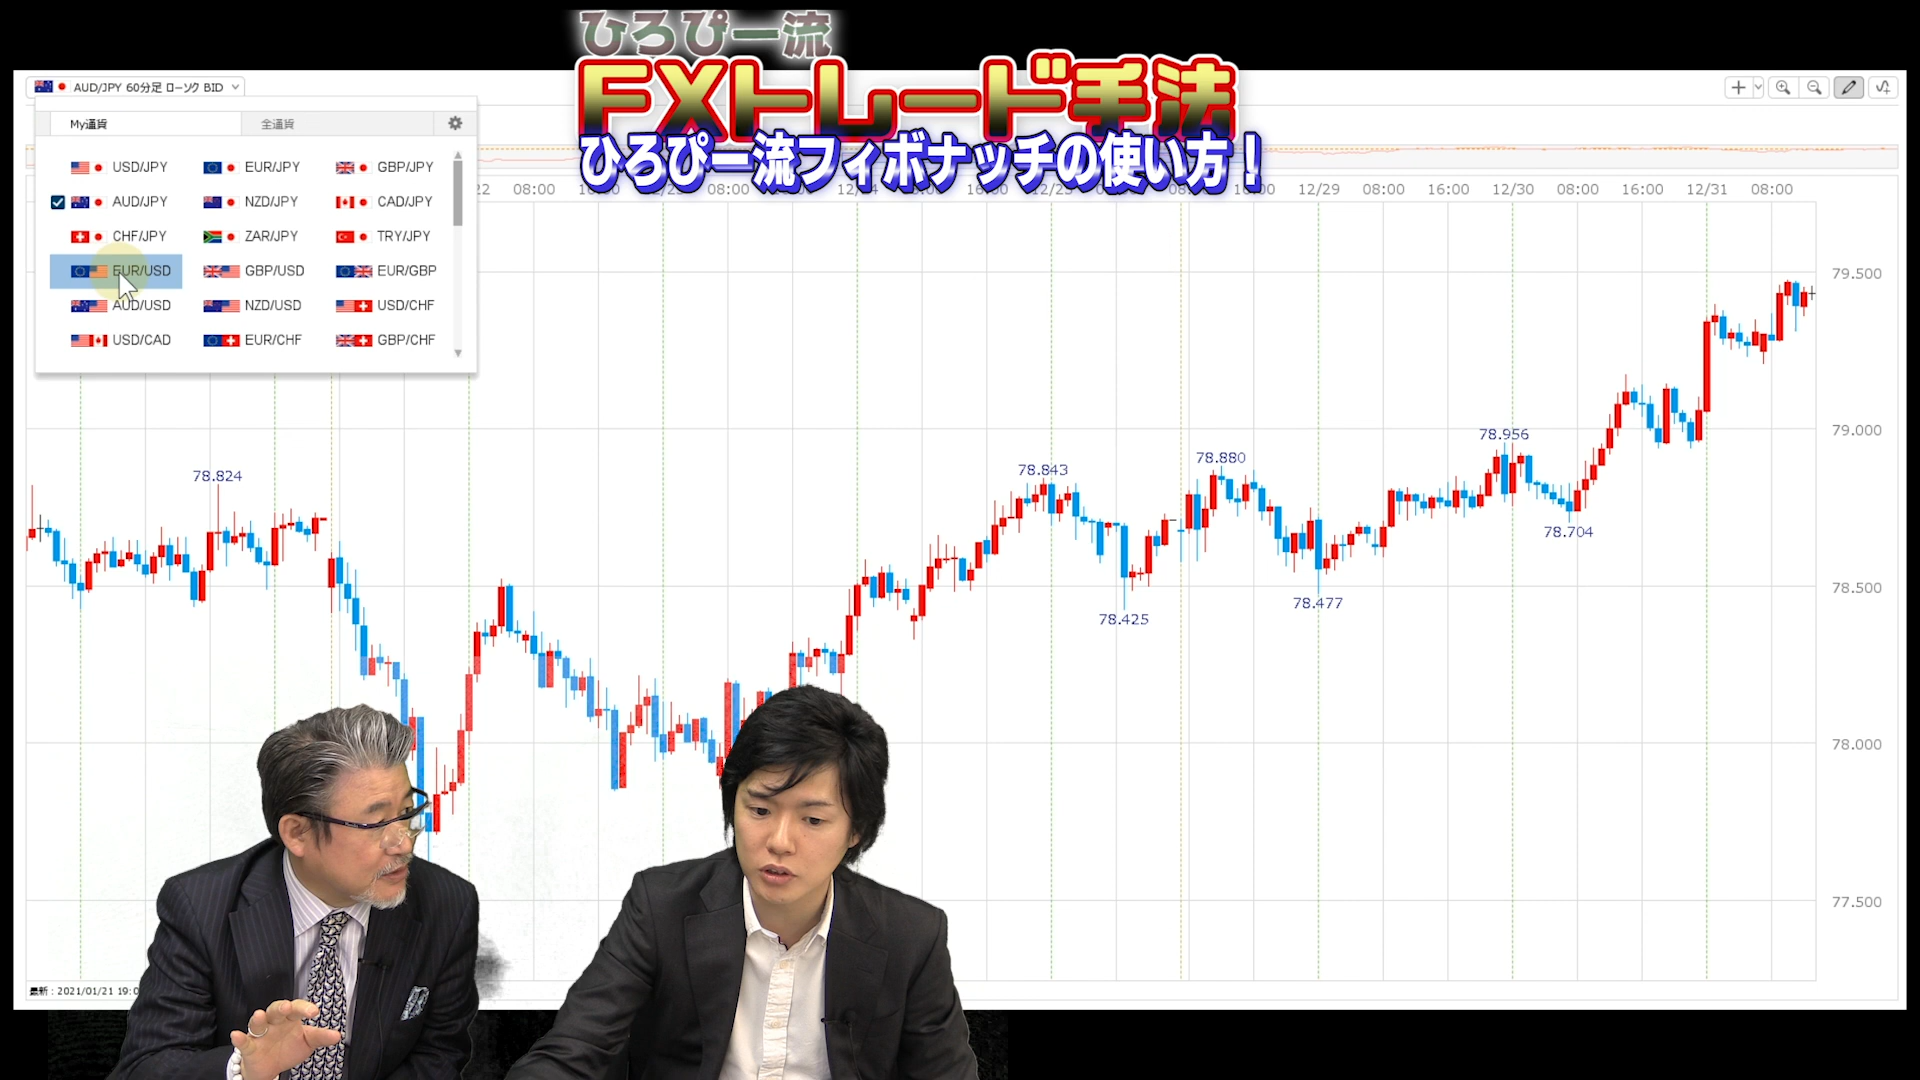 ひろぴー流
FXトレード手法
ひろぴー流フィボナッチの使い方！
AUD/JPY 60分足 ローソク BID
My通貨 全通貨
USD/JPY EUR/JPY GBP/JPY
AUD/JPY NZD/JPY CAD/JPY
CHF/JPY ZAR/JPY TRY/JPY
EUR/USD GBP/USD EUR/GBP
AUD/USD NZD/USD USD/CHF
USD/CAD EUR/CHF GBP/CHF
22 08:00 08:00 12/29 08:00 16:00 12/30 08:00 16:00 12/31 08:00
79.500
79.000
78.500
78.000
77.500
78.824
78.843
78.425
78.880
78.477
78.956
78.704
最新：2021/01/21 19:0